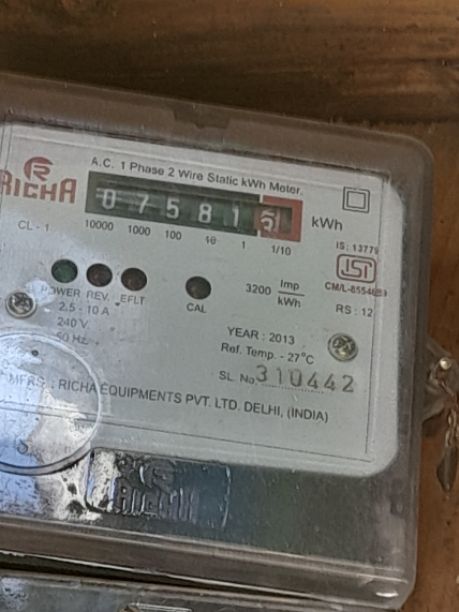 A.C. 1 Phase 2 Wire Static kWh Meter.
RICHA
0 7 5 8 1
kWh
CL - 1
10000 1000 100 10 1 1/10
IS: 13779
ISI
CM/L-
RS : 12
POWER REV. EFLT
CAL
3200 Imp/kWh
2.5 - 10 A
240 V
50 Hz
YEAR : 2013
Ref. Temp. - 27°C
SL. No. 310442
MFRS : RICHA EQUIPMENTS PVT. LTD. DELHI, (INDIA)
RICHA